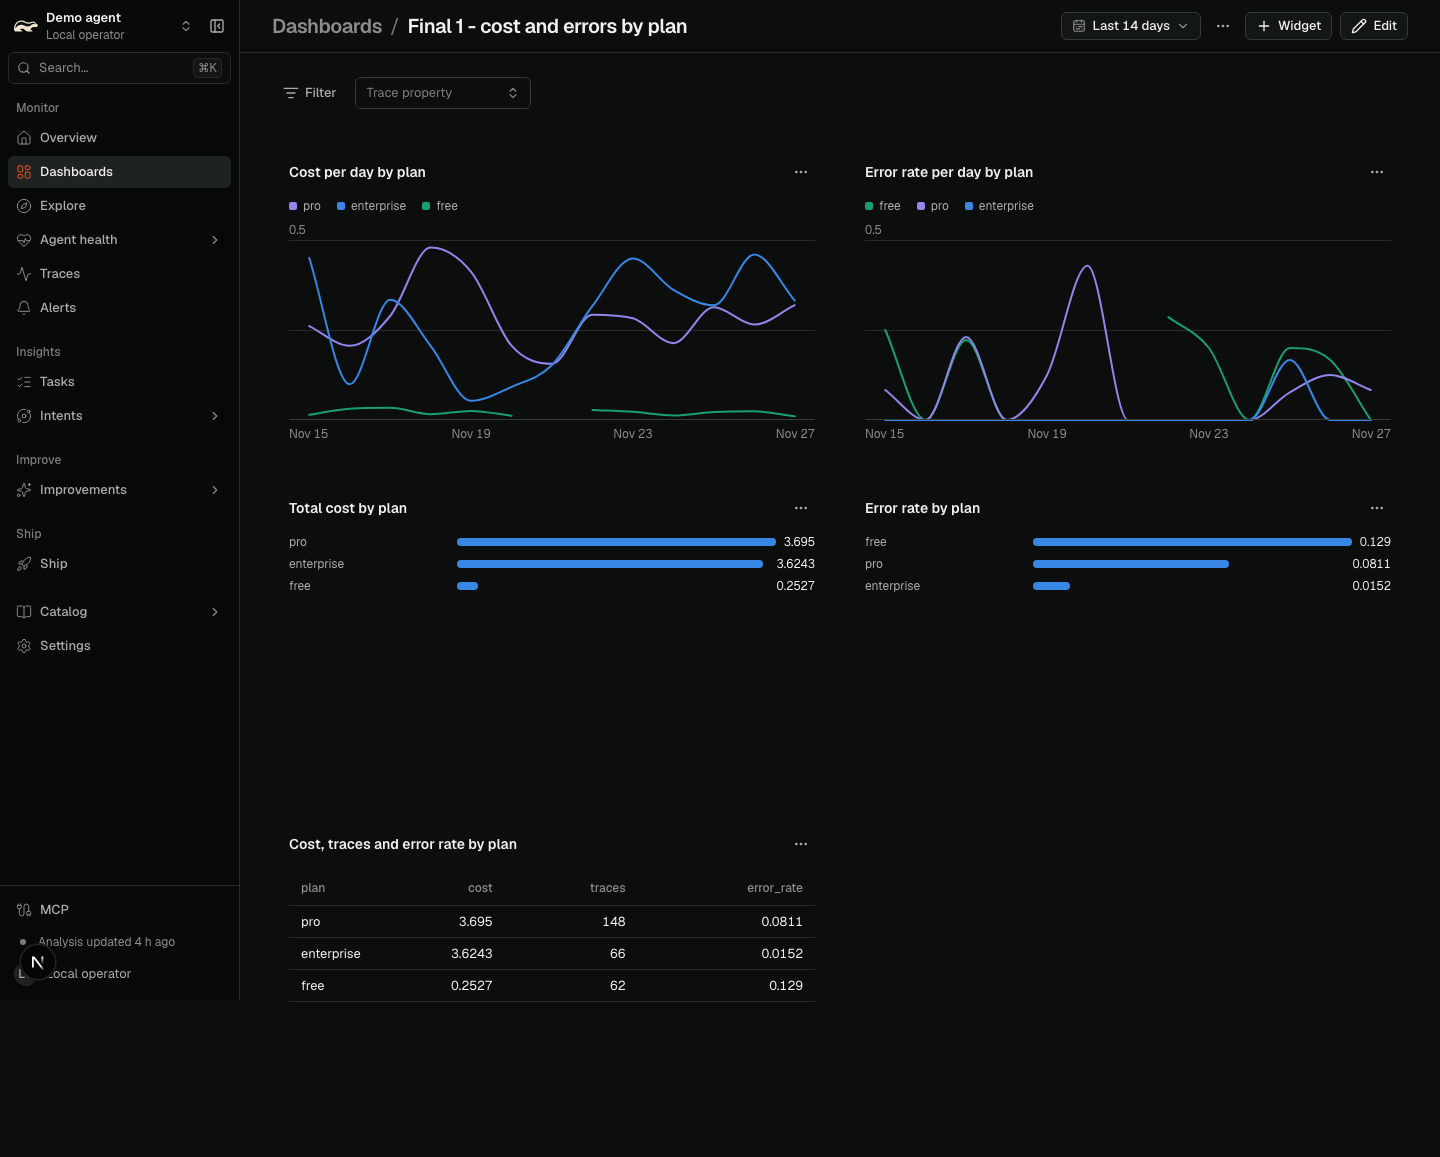 Demo agent
Local operator
Search...
⌘K
Monitor
Overview
Dashboards
Explore
Agent health
Traces
Alerts
Insights
Tasks
Intents
Improve
Improvements
Ship
Ship
Catalog
Settings
MCP
Analysis updated 4 h ago
N
Local operator
Dashboards / Final 1 - cost and errors by plan
Last 14 days
Widget
Edit
Filter
Trace property
Cost per day by plan
pro enterprise free
0.5
Nov 15 Nov 19 Nov 23 Nov 27
Error rate per day by plan
free pro enterprise
0.5
Nov 15 Nov 19 Nov 23 Nov 27
Total cost by plan
pro 3.695
enterprise 3.6243
free 0.2527
Error rate by plan
free 0.129
pro 0.0811
enterprise 0.0152
Cost, traces and error rate by plan
plan cost traces error_rate
pro 3.695 148 0.0811
enterprise 3.6243 66 0.0152
free 0.2527 62 0.129